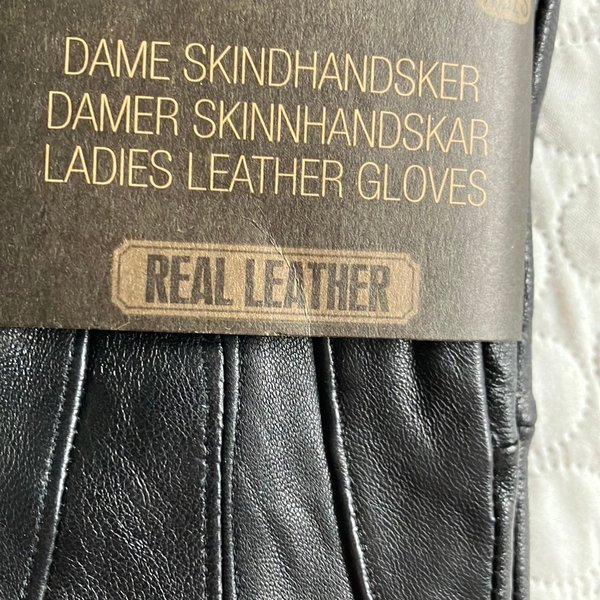 DAME SKINDHANDSKER
DAMER SKINNHANDSKAR
LADIES LEATHER GLOVES
REAL LEATHER